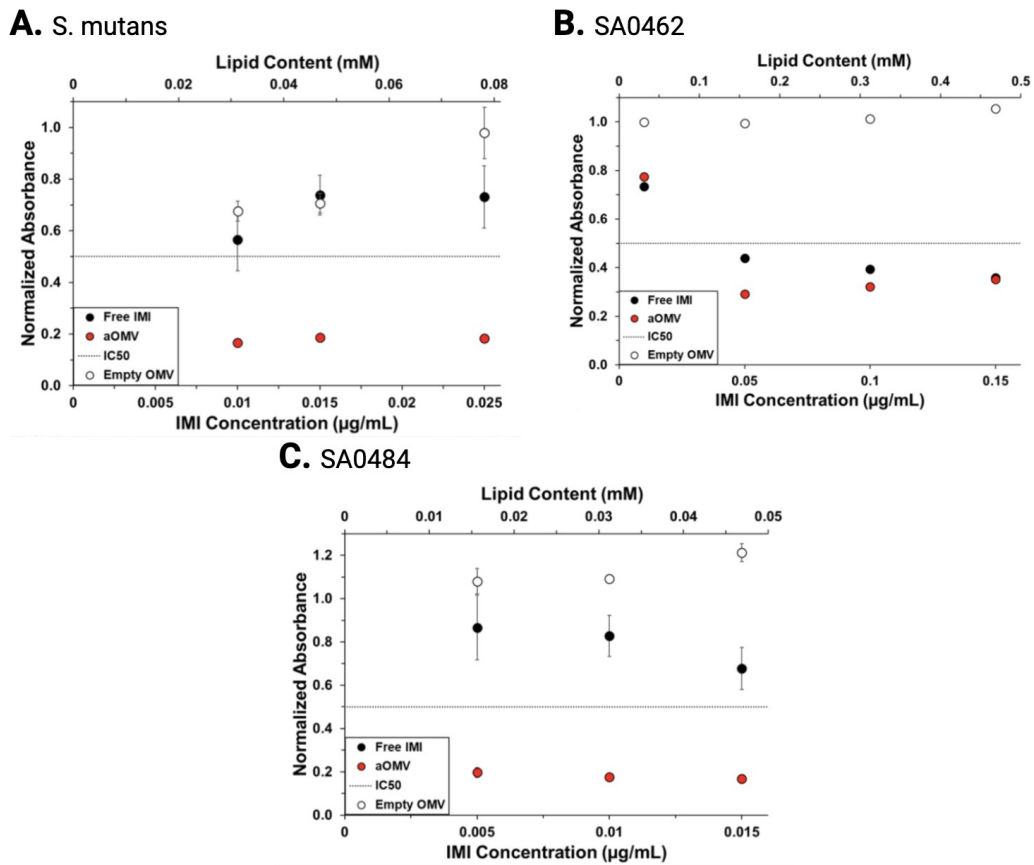 A. S. mutans
Lipid Content (mM)
0 0.02 0.04 0.06 0.08
Normalized Absorbance
1.0
0.8
0.6
0.4
0.2
0.0
Free IMI
aOMV
IC50
Empty OMV
0 0.005 0.01 0.015 0.02 0.025
IMI Concentration (µg/mL)
B. SA0462
Lipid Content (mM)
0 0.1 0.2 0.3 0.4 0.5
Normalized Absorbance
1.0
0.8
0.6
0.4
0.2
0.0
Free IMI
aOMV
IC50
Empty OMV
0 0.05 0.1 0.15
IMI Concentration (µg/mL)
C. SA0484
Lipid Content (mM)
0 0.01 0.02 0.03 0.04 0.05
Normalized Absorbance
1.2
1.0
0.8
0.6
0.4
0.2
0.0
Free IMI
aOMV
IC50
Empty OMV
0 0.005 0.01 0.015
IMI Concentration (µg/mL)